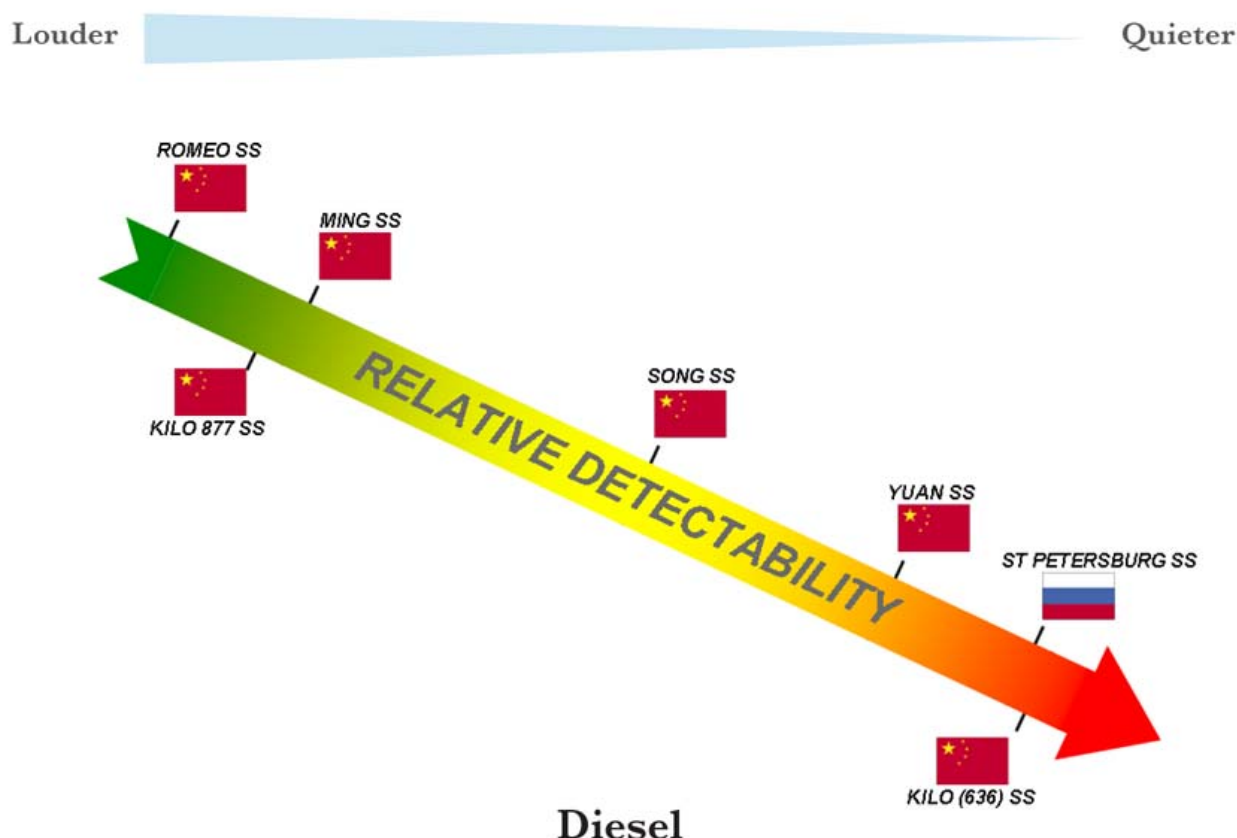 Louder
Quieter
ROMEO SS
MING SS
KILO 877 SS
SONG SS
RELATIVE DETECTABILITY
YUAN SS
ST PETERSBURG SS
KILO (636) SS
Diesel